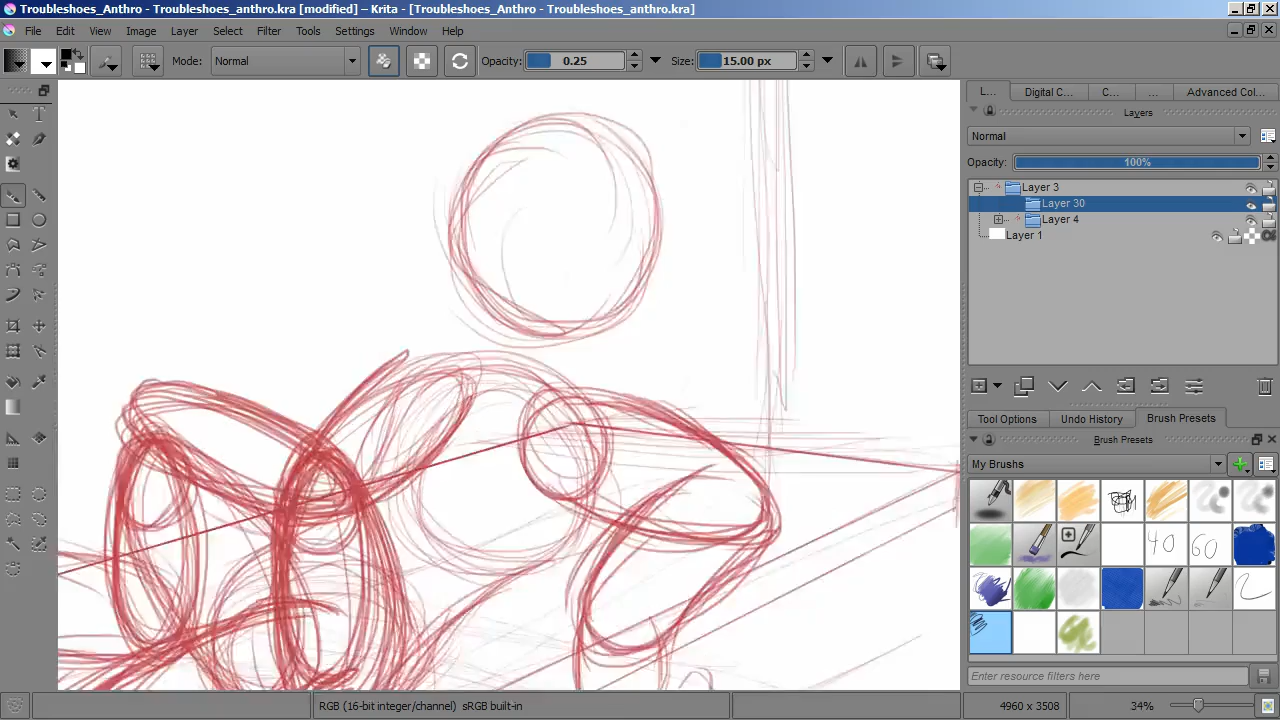 Troubleshoes_Anthro - Troubleshoes_anthro.kra [modified] – Krita - [Troubleshoes_Anthro - Troubleshoes_anthro.kra]
File Edit View Image Layer Select Filter Tools Settings Window Help
Mode: Normal Opacity: 0.25 Size: 15.00 px
L... Digital C... C... ... Advanced Col...
Layers
Normal
Opacity: 100%
Layer 3
Layer 30
Layer 4
Layer 1
Tool Options Undo History Brush Presets
Brush Presets
My Brushes
40 60
Enter resource filters here
RGB (16-bit integer/channel) sRGB built-in 4960 x 3508 34%